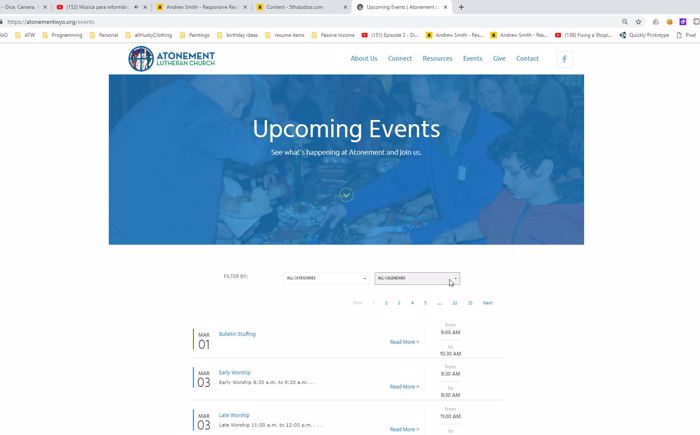 - Dice, Camera,
(152) Música para informát
Andrew Smith - Responsive Res
Content - 5thstudios.com
Upcoming Events | Atonement L
https://atonementwyo.org/events
ATW
Programming
Personal
allHuskyClothing
Paintings
birthday ideas
resume items
Passive Income
(151) Episode 2 - D
Andrew Smith - Res...
Andrew Smith - Res...
(138) Fixing a Shopi...
Quickly Prototype
Pixel
ATONEMENT
LUTHERAN CHURCH
About Us Connect Resources Events Give Contact
Upcoming Events
See what's happening at Atonement and join us.
FILTER BY: ALL CATEGORIES ALL CALENDARS
Prev 1 2 3 4 5 ... 22 23 Next
MAR
01
Bulletin Stuffing
Read More >
From
9:00 AM
to
10:30 AM
MAR
03
Early Worship
Early Worship 8:30 a.m. to 9:30 a.m. . . .
Read More >
From
8:30 AM
to
9:30 AM
MAR
03
Late Worship
Late Worship 11:00 a.m. to 12:00 p.m. . . . .
Read More >
From
11:00 AM
to